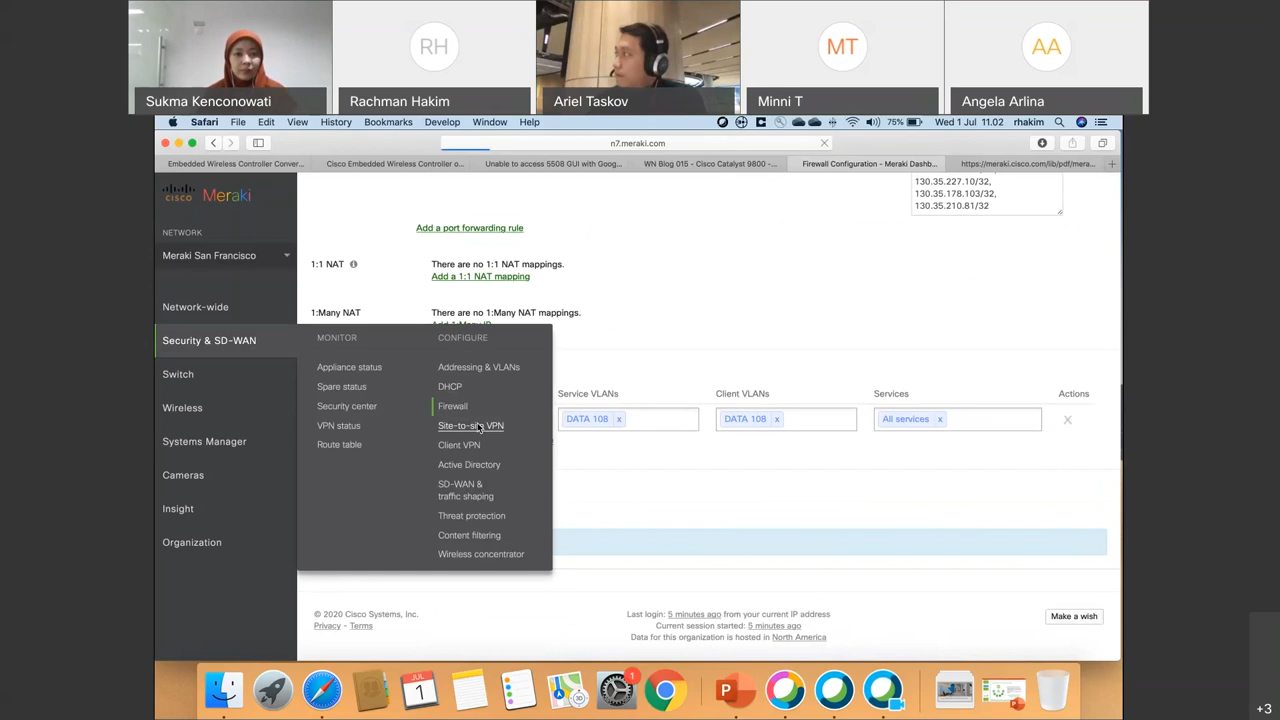 RH
MT
AA
Sukma Kenconowati
Rachman Hakim
Ariel Taskov
Minni T
Angela Arlina
Safari File Edit View History Bookmarks Develop Window Help
75% Wed 1 Jul 11.02 rhakim
n7.meraki.com
Embedded Wireless Controller Conver...
Cisco Embedded Wireless Controller o...
Unable to access 5508 GUI with Goog...
WN Blog 015 – Cisco Catalyst 9800 -...
Firewall Configuration - Meraki Dashb...
https://meraki.cisco.com/lib/pdf/mera...
CISCO Meraki
NETWORK
Meraki San Francisco
Network-wide
Security & SD-WAN
Switch
Wireless
Systems Manager
Cameras
Insight
Organization
130.35.227.10/32,
130.35.178.103/32,
130.35.210.81/32
Add a port forwarding rule
1:1 NAT
There are no 1:1 NAT mappings.
Add a 1:1 NAT mapping
1:Many NAT
There are no 1:Many NAT mappings.
MONITOR
Appliance status
Spare status
Security center
VPN status
Route table
CONFIGURE
Addressing & VLANs
DHCP
Firewall
Site-to-site VPN
Client VPN
Active Directory
SD-WAN &
traffic shaping
Threat protection
Content filtering
Wireless concentrator
Service VLANs
Client VLANs
Services
Actions
DATA 108 x
DATA 108 x
All services x
X
© 2020 Cisco Systems, Inc.
Privacy - Terms
Last login: 5 minutes ago from your current IP address
Current session started: 5 minutes ago
Data for this organization is hosted in North America
Make a wish
JUL
1
3D
1
+3